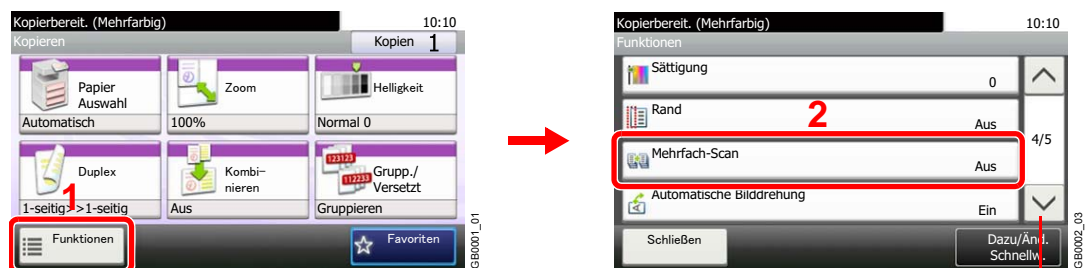 Kopierbereit. (Mehrfarbig) 10:10
Kopieren Kopien 1
Papier
Auswahl
Automatisch
Zoom
100%
Helligkeit
Normal 0
Duplex
1-seitig>>1-seitig
Kombi-
nieren
Aus
Grupp./
Versetzt
Gruppieren
1
Funktionen
Favoriten
GB0001_01
Kopierbereit. (Mehrfarbig) 10:10
Funktionen
Sättigung
0
Rand
Aus
2
Mehrfach-Scan
Aus
Automatische Bilddrehung
Ein
4/5
Schließen
Dazu/Änd.
Schnellw.
GB0002_03